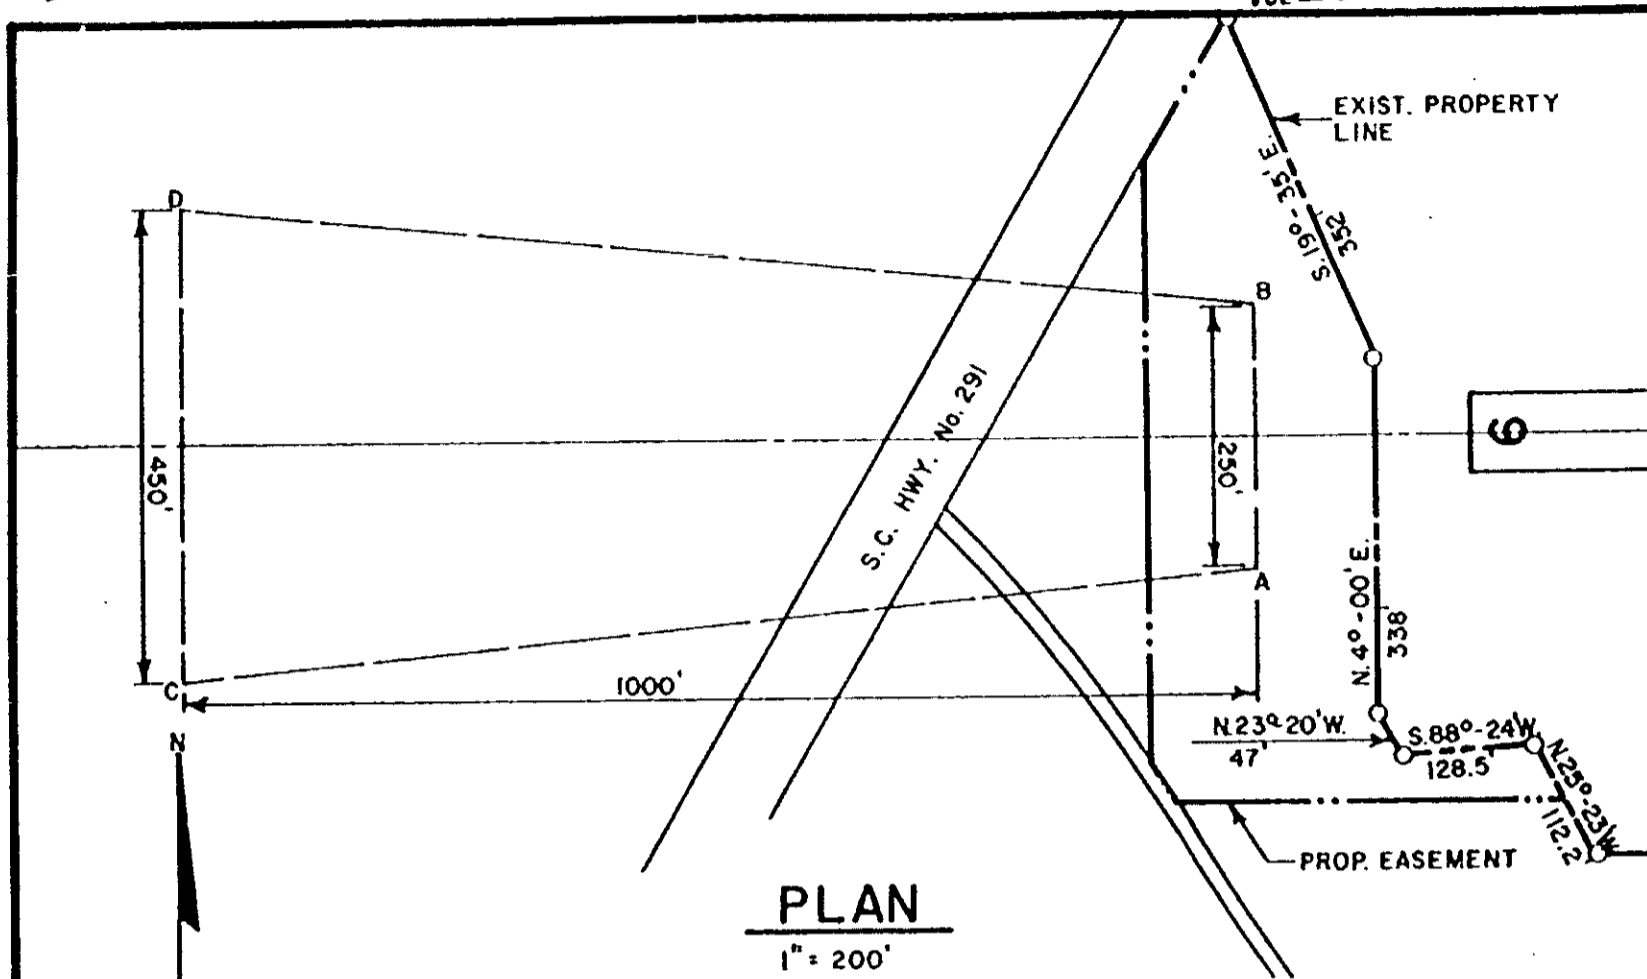 EXIST. PROPERTY
LINE
S. 19° - 35' E.
352'
D
B
S.C. HWY. No. 291
6
450'
250'
A
N. 4° - 00' E.
338'
C
1000'
N
N. 23° 20' W.
47'
S. 88° - 24' W.
128.5'
N. 25° - 23' W.
112.2'
PROP. EASEMENT
PLAN
1" = 200'